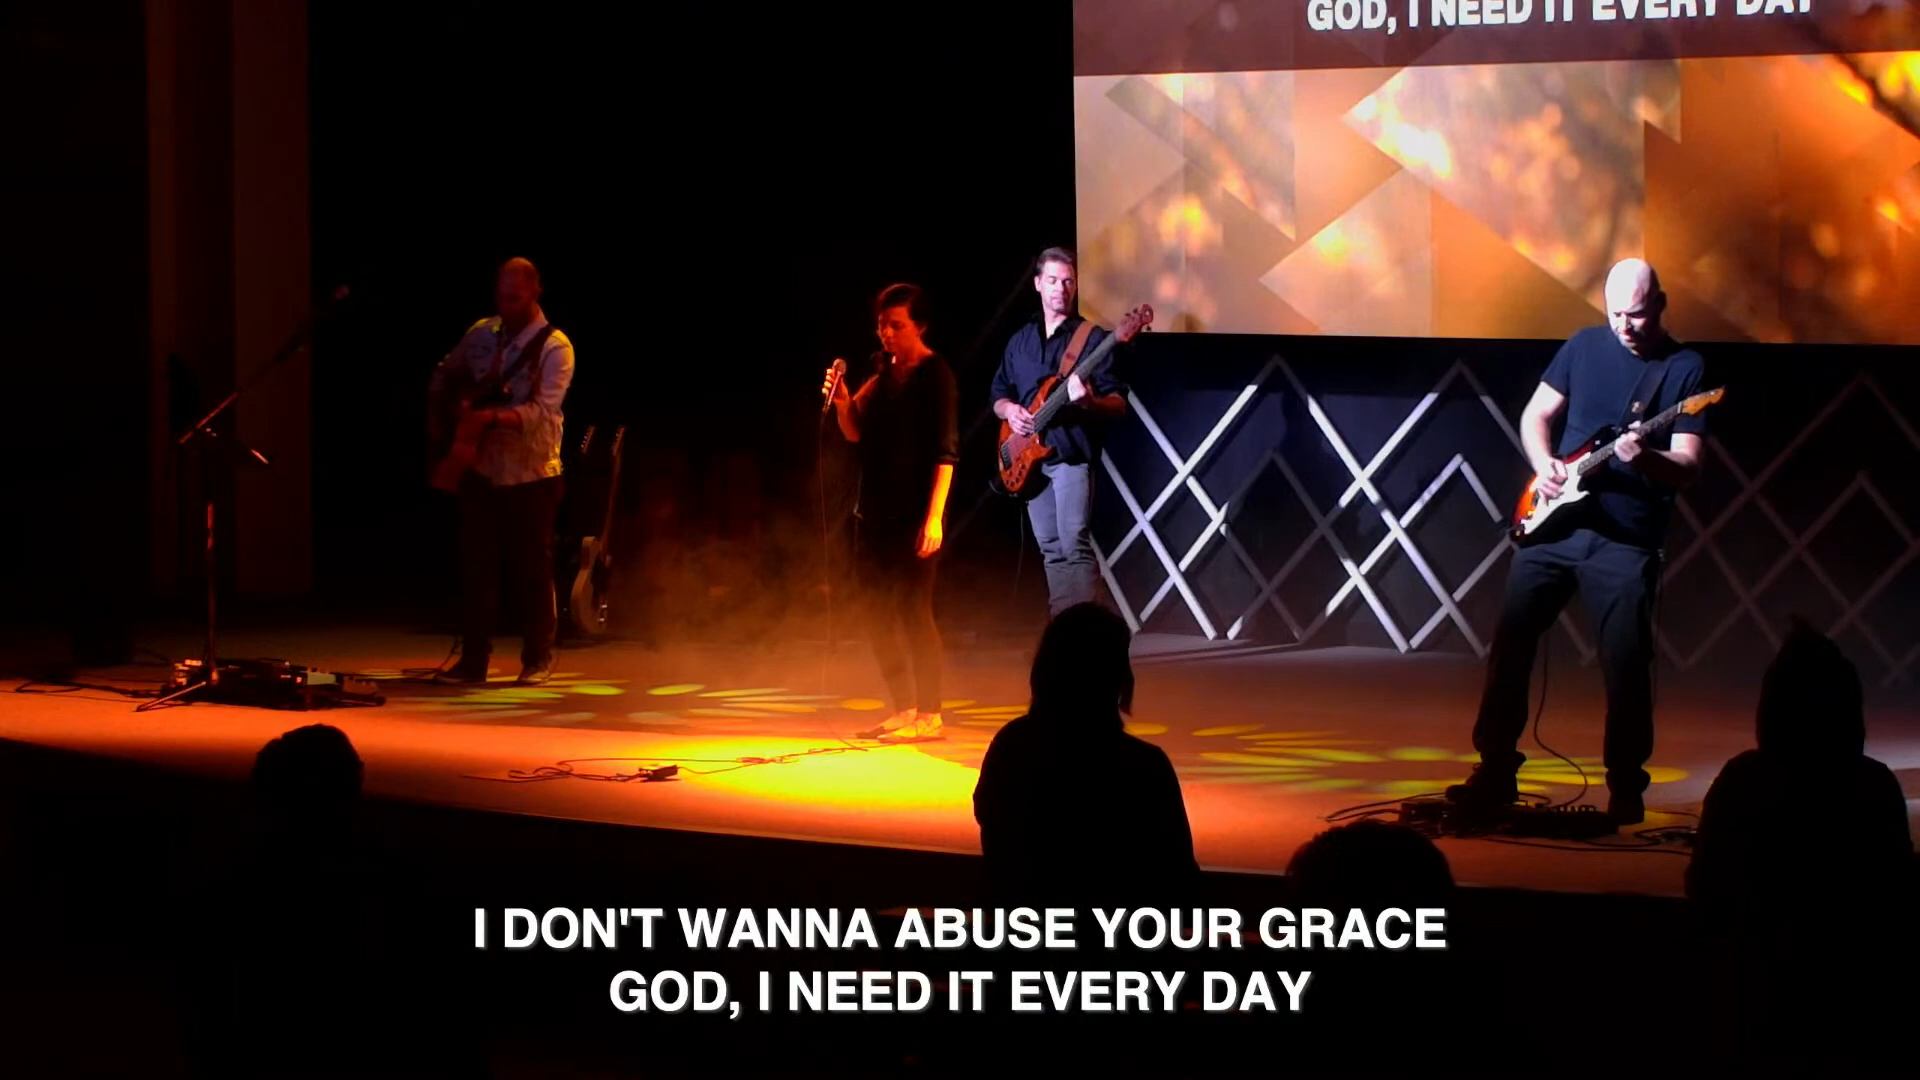 GOD, I NEED IT EVERY DAY
I DON'T WANNA ABUSE YOUR GRACE
GOD, I NEED IT EVERY DAY